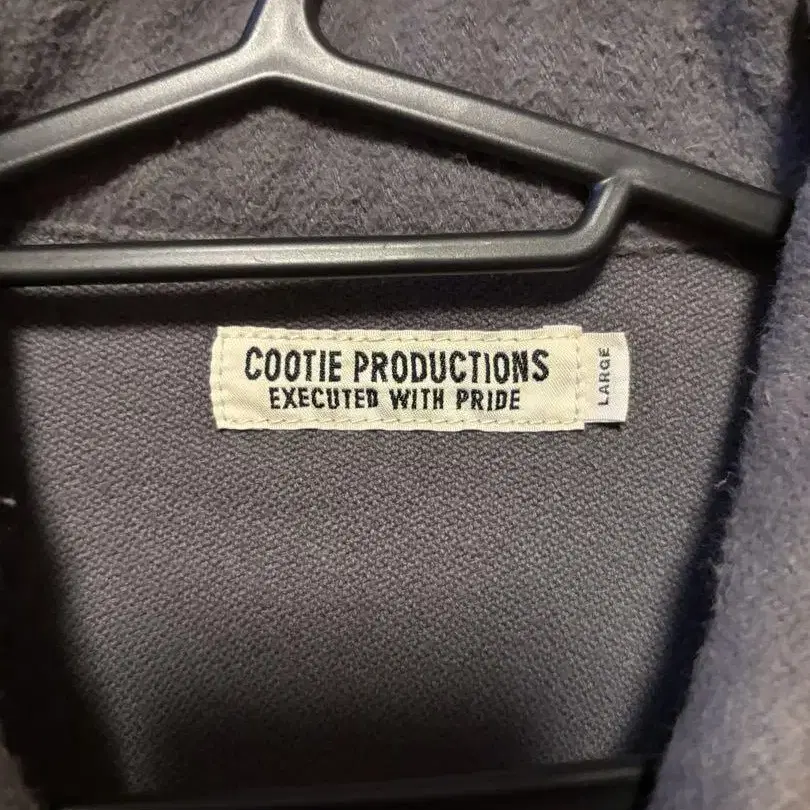 COOTIE PRODUCTIONS
EXECUTED WITH PRIDE
LARGE